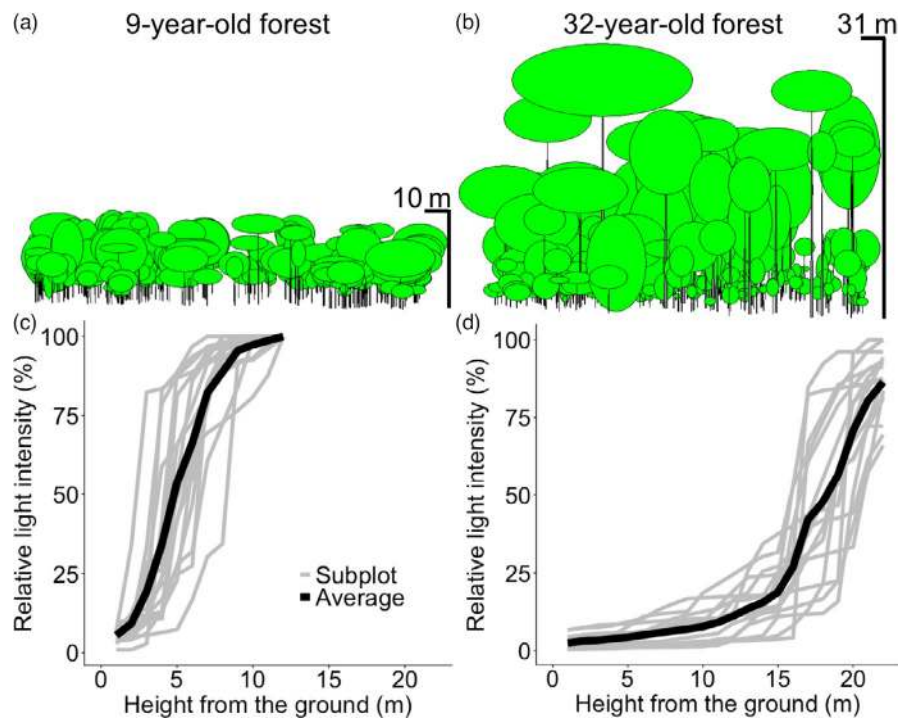 (a) 9-year-old forest
(b) 32-year-old forest
31 m
10 m
(c)
100
75
50
25
0
Relative light intensity (%)
0 5 10 15 20
Height from the ground (m)
Subplot
Average
(d)
100
75
50
25
0
Relative light intensity (%)
0 5 10 15 20
Height from the ground (m)